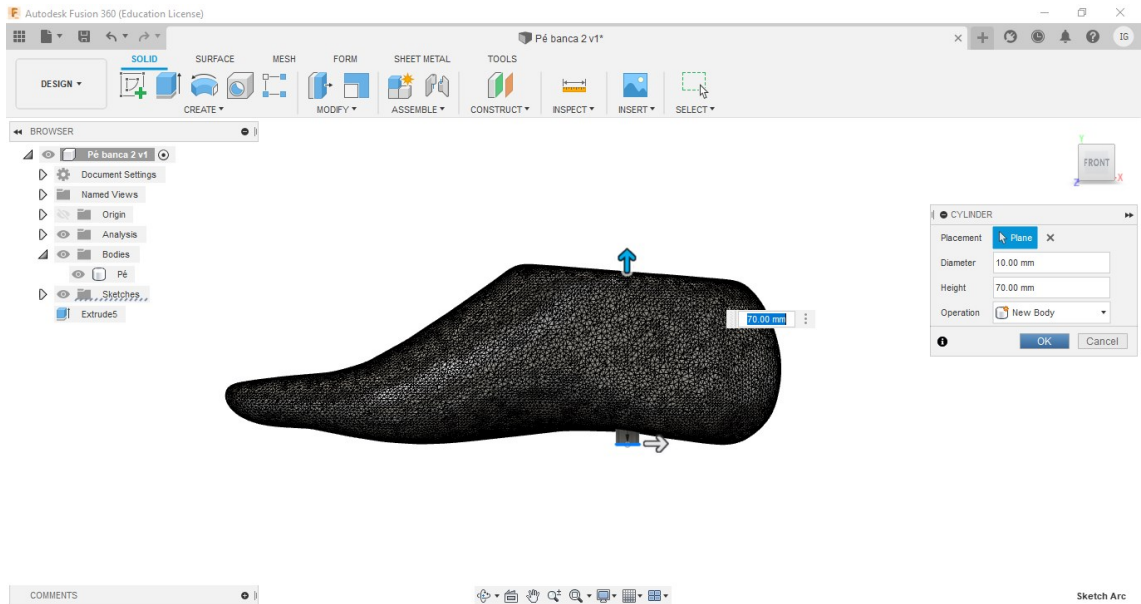 Autodesk Fusion 360 (Education License)
Pé banca 2 v1*
IG
SOLID SURFACE MESH FORM SHEET METAL TOOLS
DESIGN
CREATE MODIFY ASSEMBLE CONSTRUCT INSPECT INSERT SELECT
BROWSER
Pé banca 2 v1
Document Settings
Named Views
Origin
Analysis
Bodies
Pé
Sketches
Extrude5
Y
FRONT
Z
X
CYLINDER
Placement Plane
Diameter 10.00 mm
Height 70.00 mm
Operation New Body
OK Cancel
70.00 mm
COMMENTS
Sketch Arc